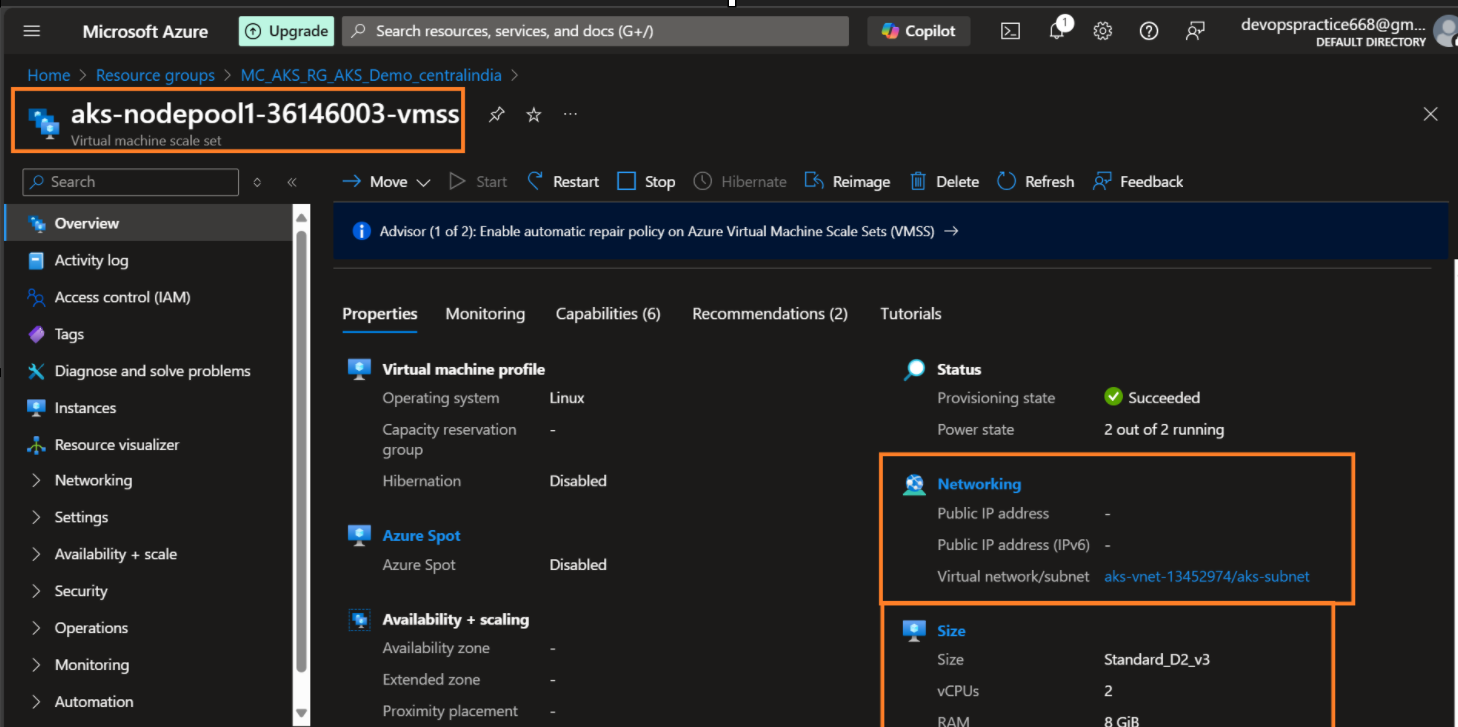 Microsoft Azure
Upgrade
Search resources, services, and docs (G+/)
Copilot
1
devopspractice668@gm...
DEFAULT DIRECTORY
Home > Resource groups > MC_AKS_RG_AKS_Demo_centralindia >
aks-nodepool1-36146003-vmss
Virtual machine scale set
Search
Move
Start
Restart
Stop
Hibernate
Reimage
Delete
Refresh
Feedback
Overview
Activity log
Access control (IAM)
Tags
Diagnose and solve problems
Instances
Resource visualizer
Networking
Settings
Availability + scale
Security
Operations
Monitoring
Automation
Advisor (1 of 2): Enable automatic repair policy on Azure Virtual Machine Scale Sets (VMSS) →
Properties
Monitoring
Capabilities (6)
Recommendations (2)
Tutorials
Virtual machine profile
Operating system Linux
Capacity reservation group -
Hibernation Disabled
Azure Spot
Azure Spot Disabled
Availability + scaling
Availability zone -
Extended zone -
Proximity placement -
Status
Provisioning state Succeeded
Power state 2 out of 2 running
Networking
Public IP address -
Public IP address (IPv6) -
Virtual network/subnet aks-vnet-13452974/aks-subnet
Size
Size Standard_D2_v3
vCPUs 2
RAM 8 GiB